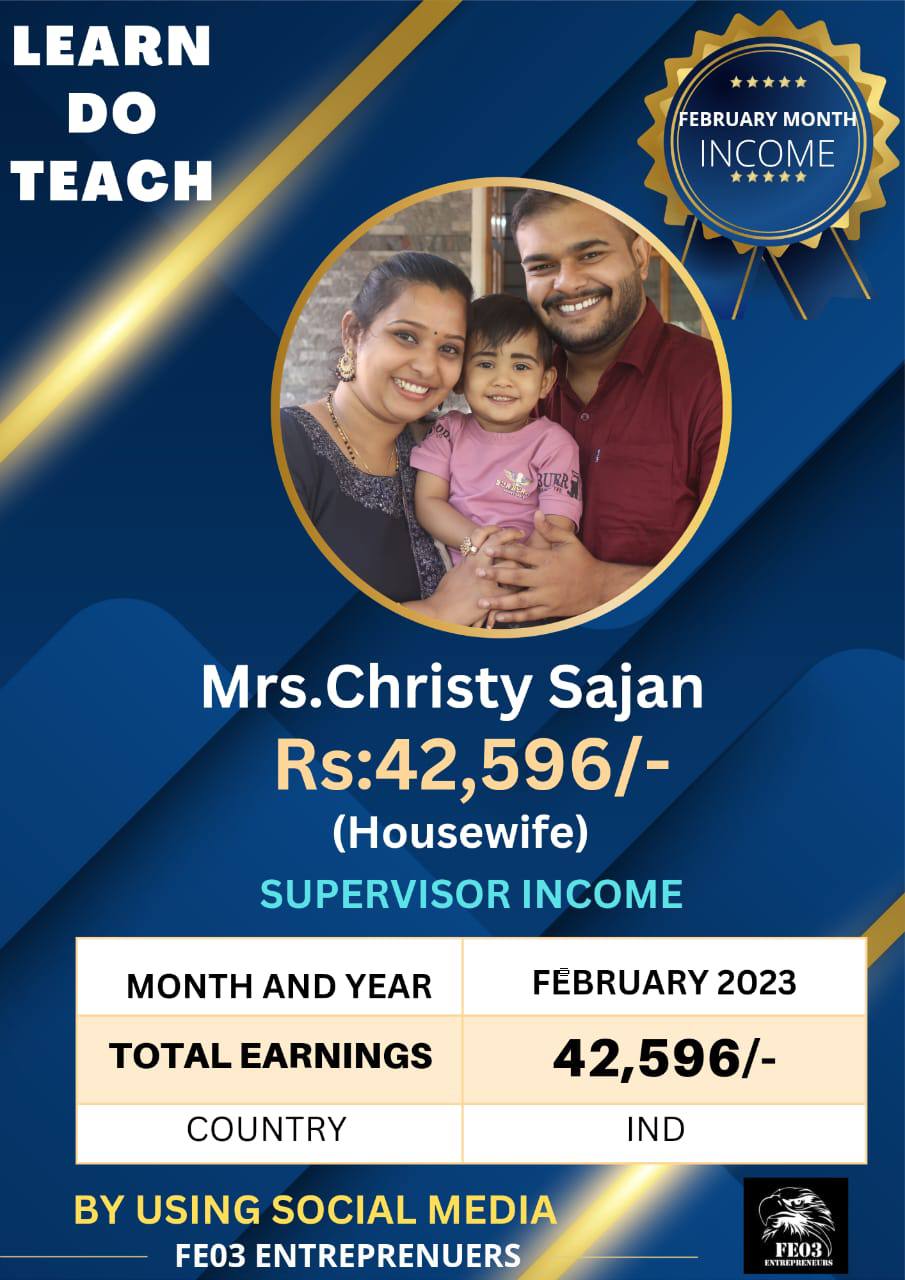 LEARN
DO
TEACH
FEBRUARY MONTH
INCOME
Mrs.Christy Sajan
Rs:42,596/-
(Housewife)
SUPERVISOR INCOME
MONTH AND YEAR FEBRUARY 2023
TOTAL EARNINGS 42,596/-
COUNTRY IND
BY USING SOCIAL MEDIA
FE03 ENTREPRENUERS
FE03
ENTREPRENEURS